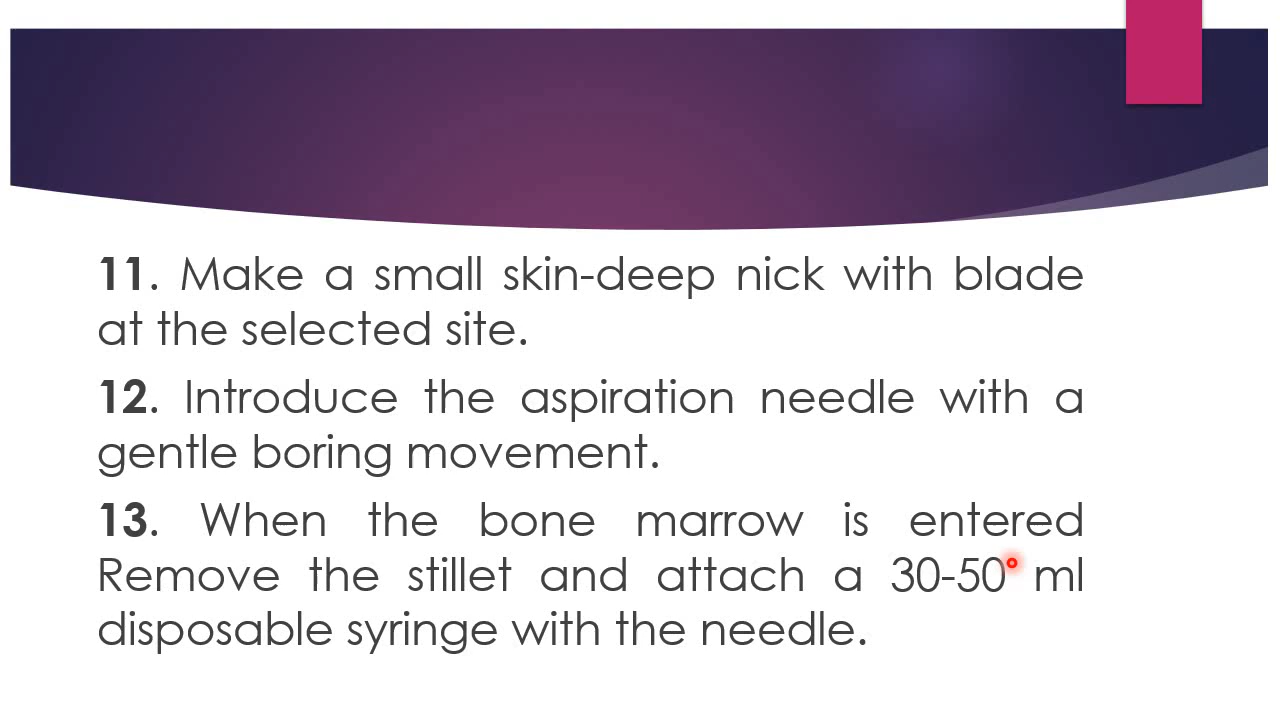 11. Make a small skin-deep nick with blade
at the selected site.
12. Introduce the aspiration needle with a
gentle boring movement.
13. When the bone marrow is entered
Remove the stillet and attach a 30-50 ml
disposable syringe with the needle.